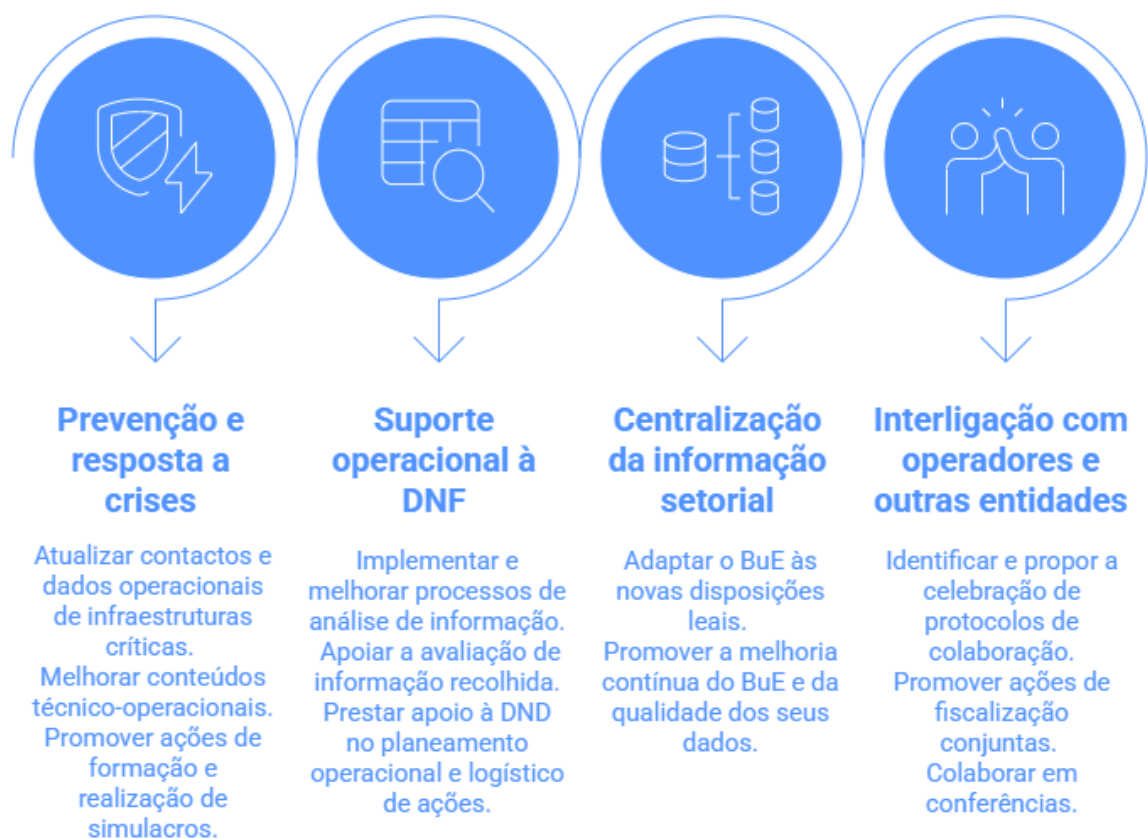 Prevenção e
resposta a
crises
Atualizar contactos e
dados operacionais
de infraestruturas
críticas.
Melhorar conteúdos
técnico-operacionais.
Promover ações de
formação e
realização de
simulacros.
Suporte
operacional à
DNF
Implementar e
melhorar processos de
análise de informação.
Apoiar a avaliação de
informação recolhida.
Prestar apoio à DND
no planeamento
operacional e logístico
de ações.
Centralização
da informação
setorial
Adaptar o BuE às
novas disposições
leais.
Promover a melhoria
contínua do BuE e da
qualidade dos seus
dados.
Interligação com
operadores e
outras entidades
Identificar e propor a
celebração de
protocolos de
colaboração.
Promover ações de
fiscalização
conjuntas.
Colaborar em
conferências.